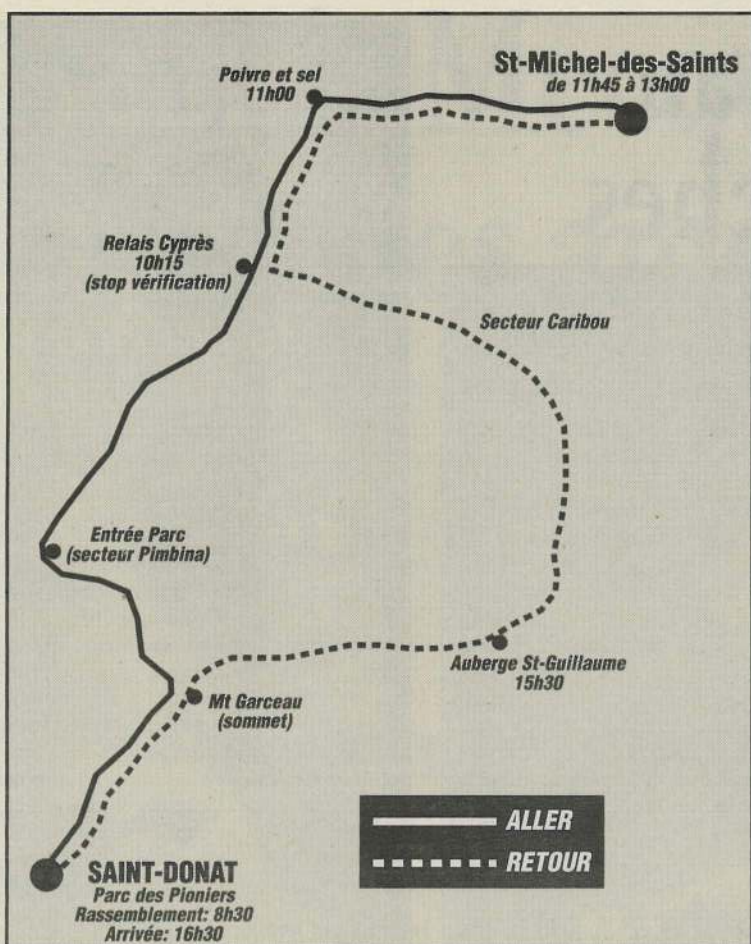 Poivre et sel
11h00
St-Michel-des-Saints
de 11h45 à 13h00
Relais Cyprès
10h15
(stop vérification)
Secteur Caribou
Entrée Parc
(secteur Pimbina)
Auberge St-Guillaume
15h30
Mt Garceau
(sommet)
ALLER
RETOUR
SAINT-DONAT
Parc des Pioniers
Rassemblement: 8h30
Arrivée: 16h30